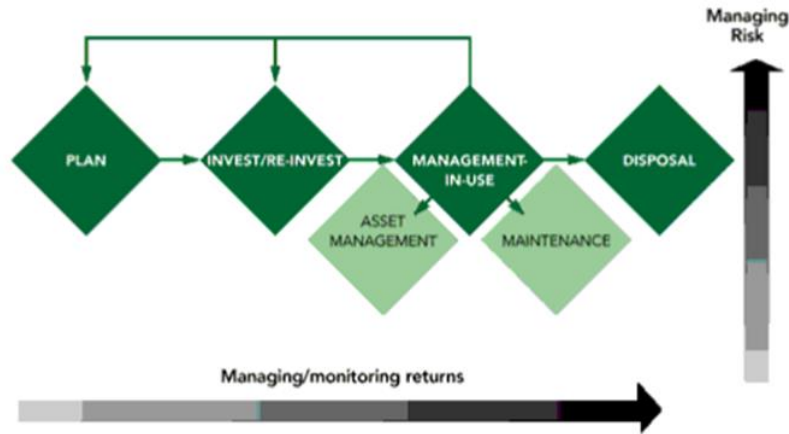 Managing
Risk
PLAN
INVEST/RE-INVEST
MANAGEMENT-
IN-USE
DISPOSAL
ASSET
MANAGEMENT
MAINTENANCE
Managing/monitoring returns